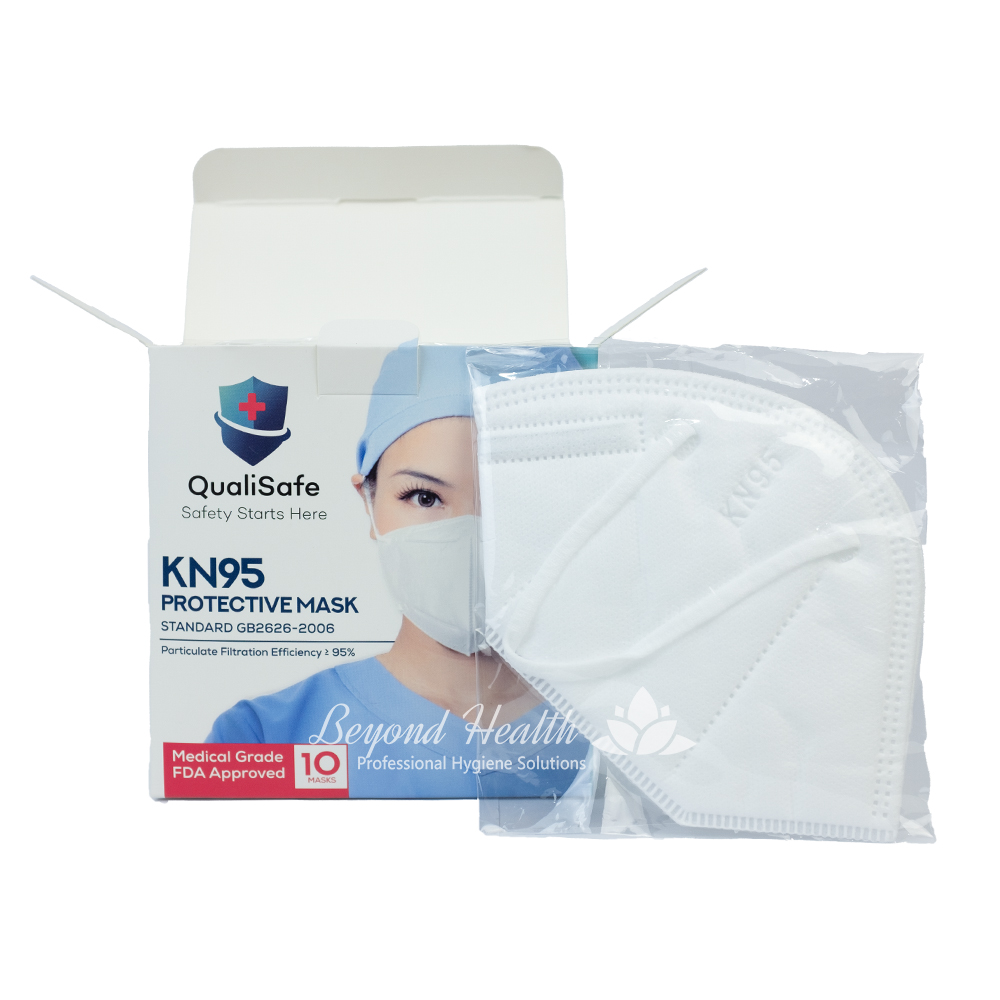 QualiSafe
Safety Starts Here
KN95
PROTECTIVE MASK
STANDARD GB2626-2006
Particulate Filtration Efficiency ≥ 95%
Medical Grade
FDA Approved
10
MASKS
KN95
Beyond Health
Professional Hygiene Solutions